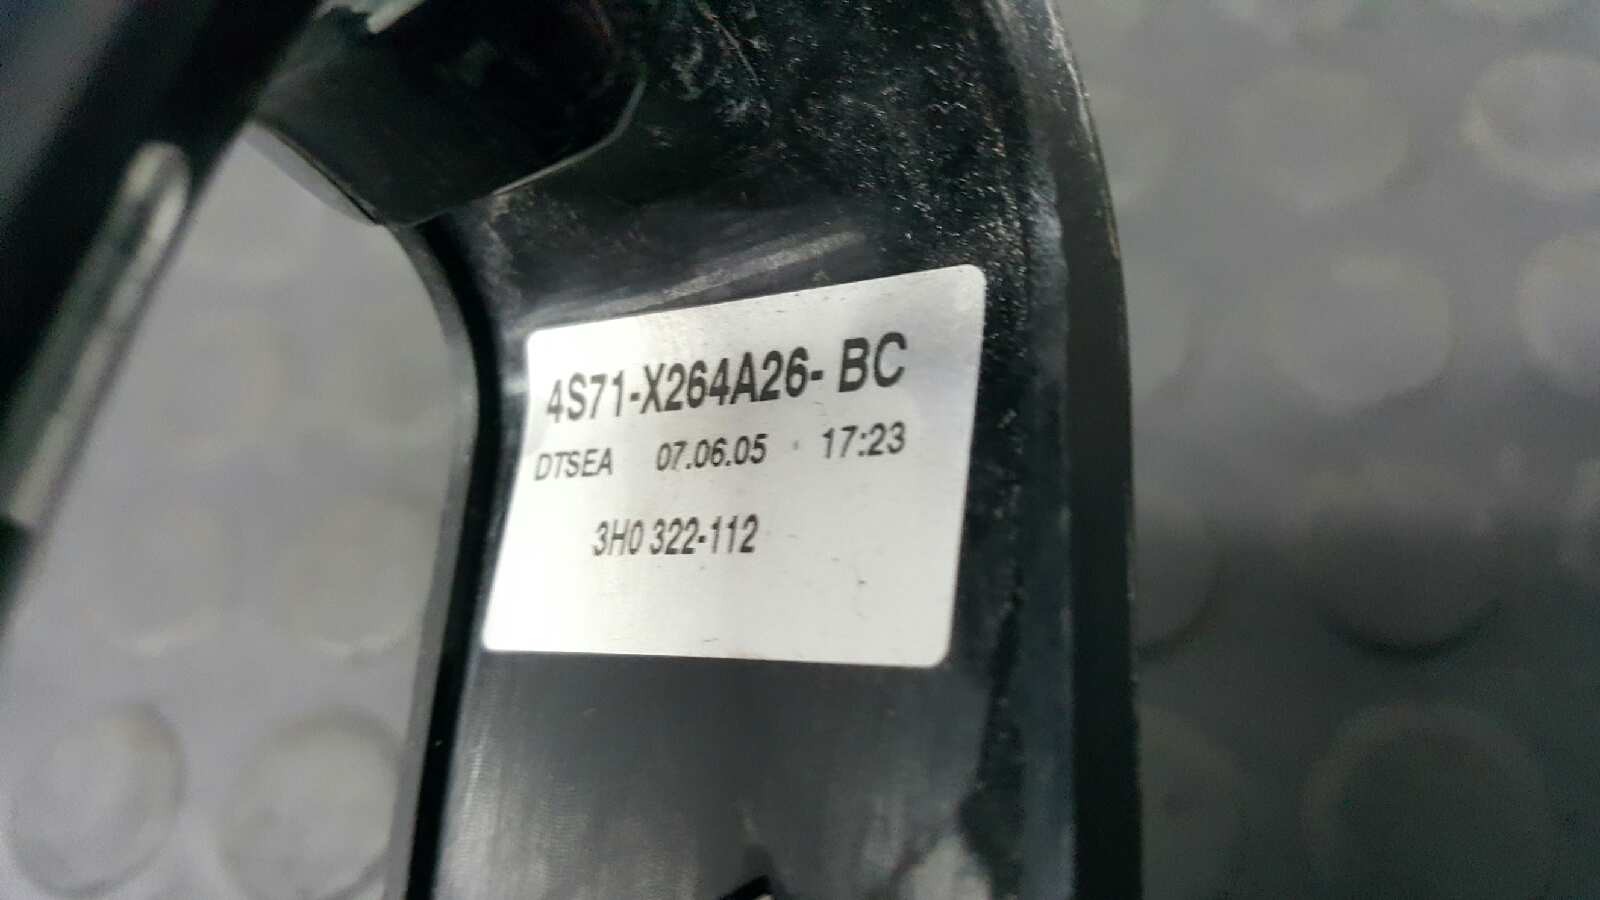 4S71-X264A26- BC
DTSEA 07.06.05 17:23
3H0 322-112